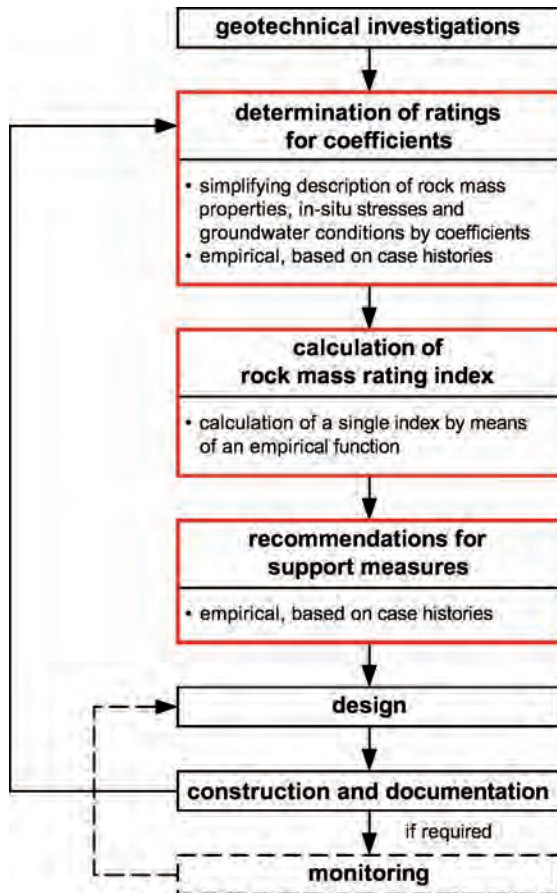 geotechnical investigations
determination of ratings
for coefficients
• simplifying description of rock mass
properties, in-situ stresses and
groundwater conditions by coefficients
• empirical, based on case histories
calculation of
rock mass rating index
• calculation of a single index by means
of an empirical function
recommendations for
support measures
• empirical, based on case histories
design
construction and documentation
if required
monitoring